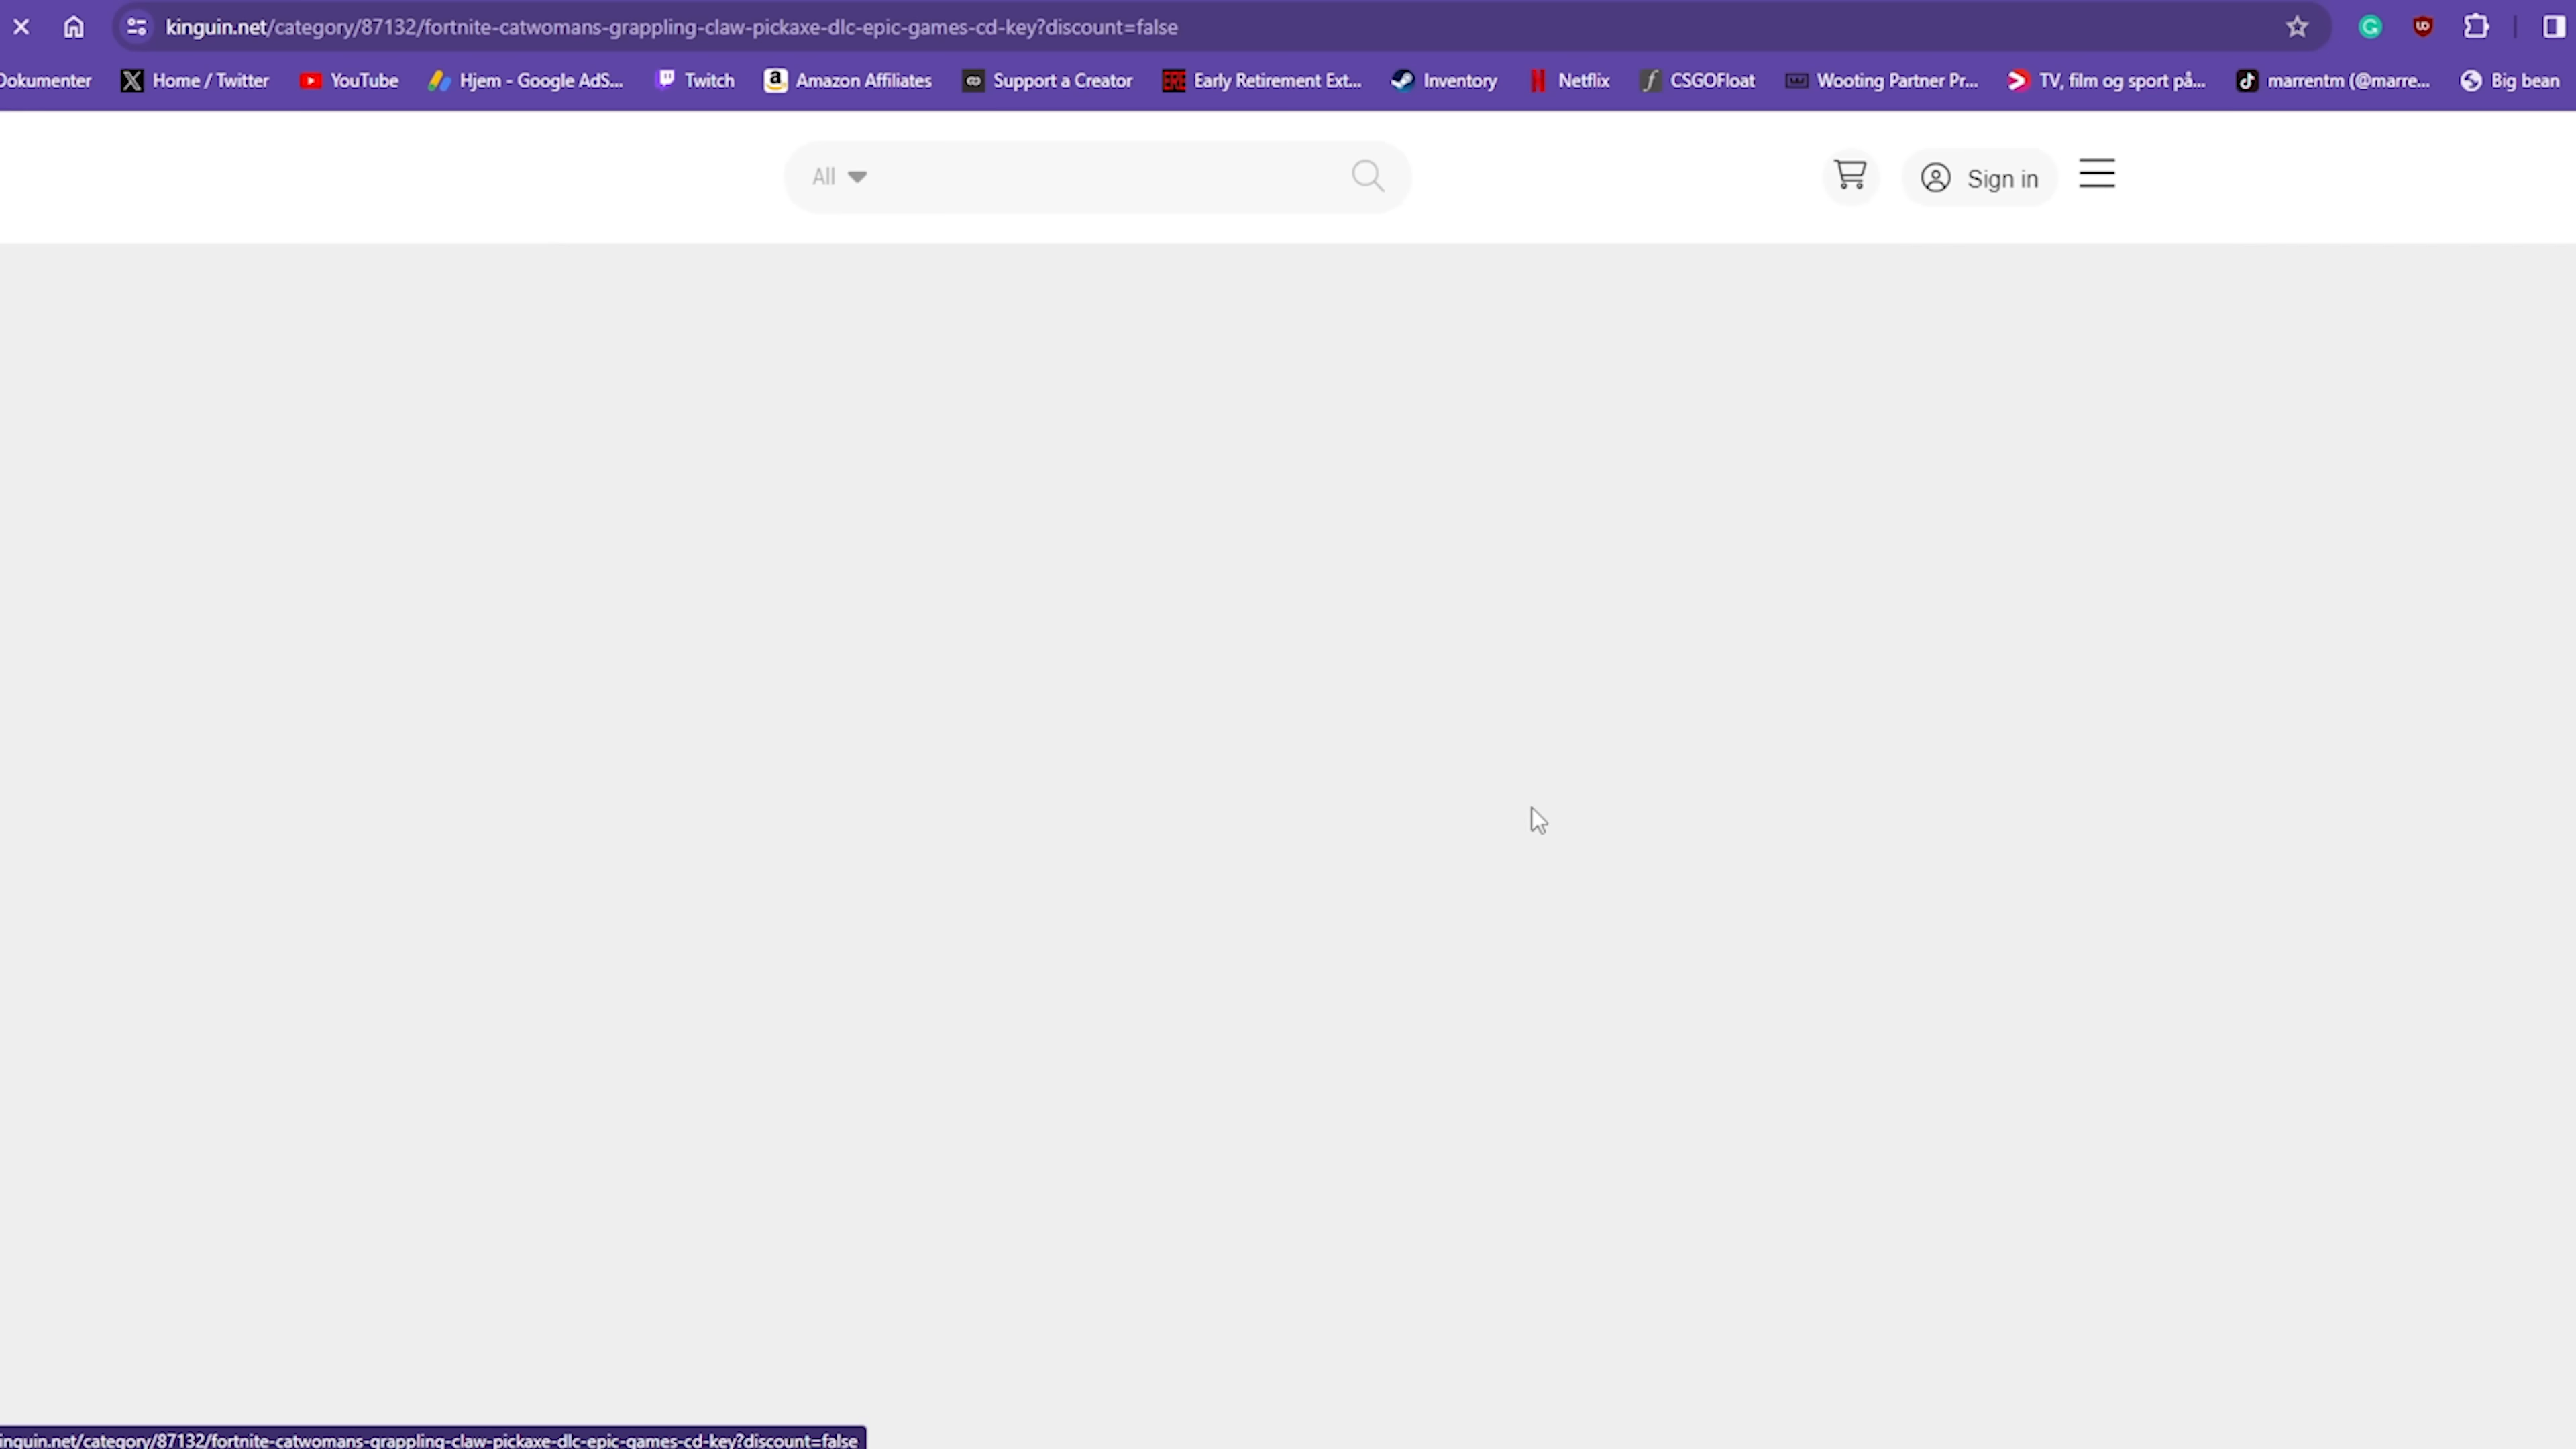 kinguin.net/category/87132/fortnite-catwomans-grappling-claw-pickaxe-dlc-epic-games-cd-key?discount=false
Dokumenter Home / Twitter YouTube Hjem - Google AdS... Twitch Amazon Affiliates Support a Creator Early Retirement Ext... Inventory Netflix CSGOFloat Wooting Partner Pr... TV, film og sport på... marrentm (@marre... Big bean
All Sign in
inguin.net/category/87132/fortnite-catwomans-grappling-claw-pickaxe-dlc-epic-games-cd-key?discount=false